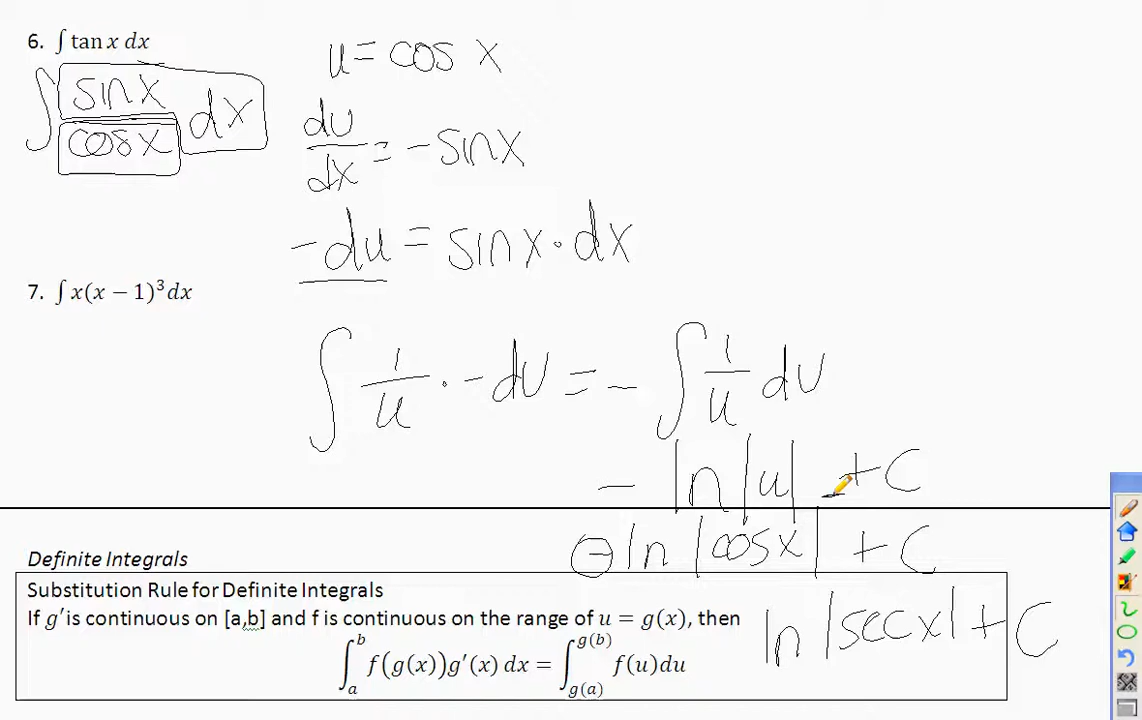 6. ∫ tan x dx
∫ sin x / cos x dx
u = cos x
du/dx = - sin x
- du = sin x · dx
7. ∫ x(x − 1)³ dx
∫ 1/u · - du = - ∫ 1/u du
- ln |u| + C
- ln |cos x| + C
ln |sec x| + C
Definite Integrals
Substitution Rule for Definite Integrals
If g′ is continuous on [a,b] and f is continuous on the range of u = g(x), then
∫_a^b f(g(x))g′(x) dx = ∫_{g(a)}^{g(b)} f(u)du